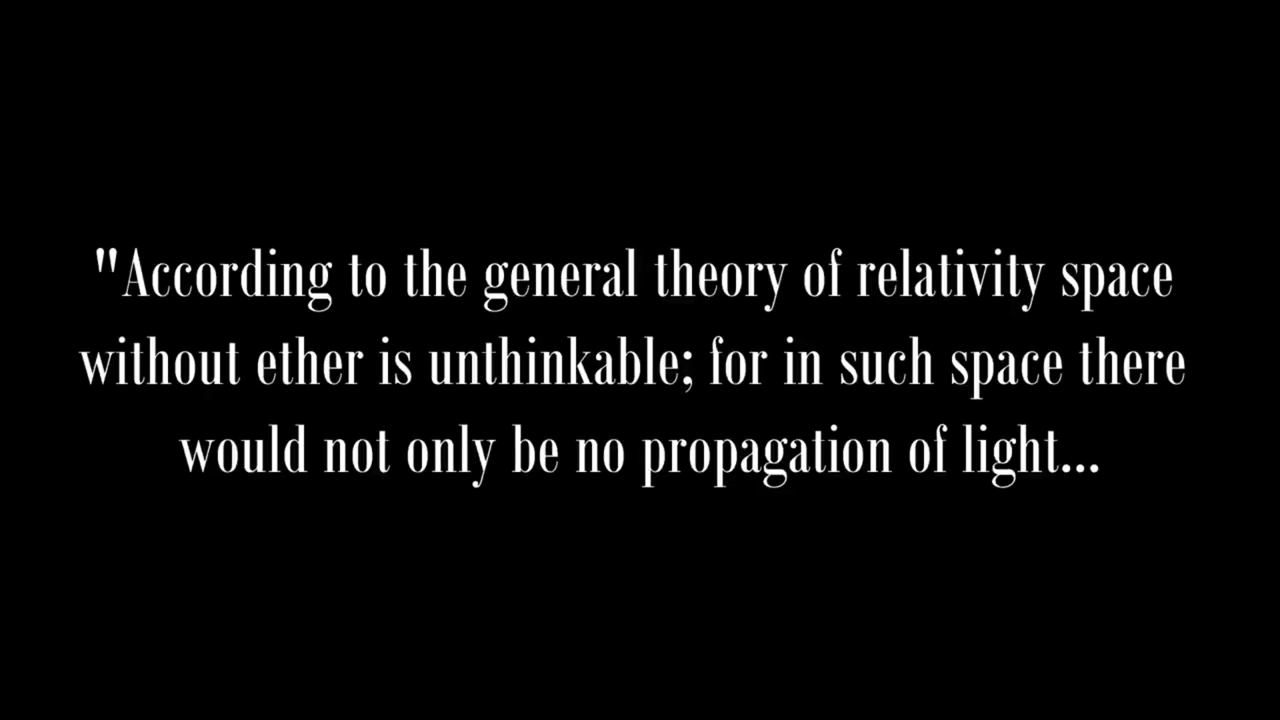 "According to the general theory of relativity space
without ether is unthinkable; for in such space there
would not only be no propagation of light...